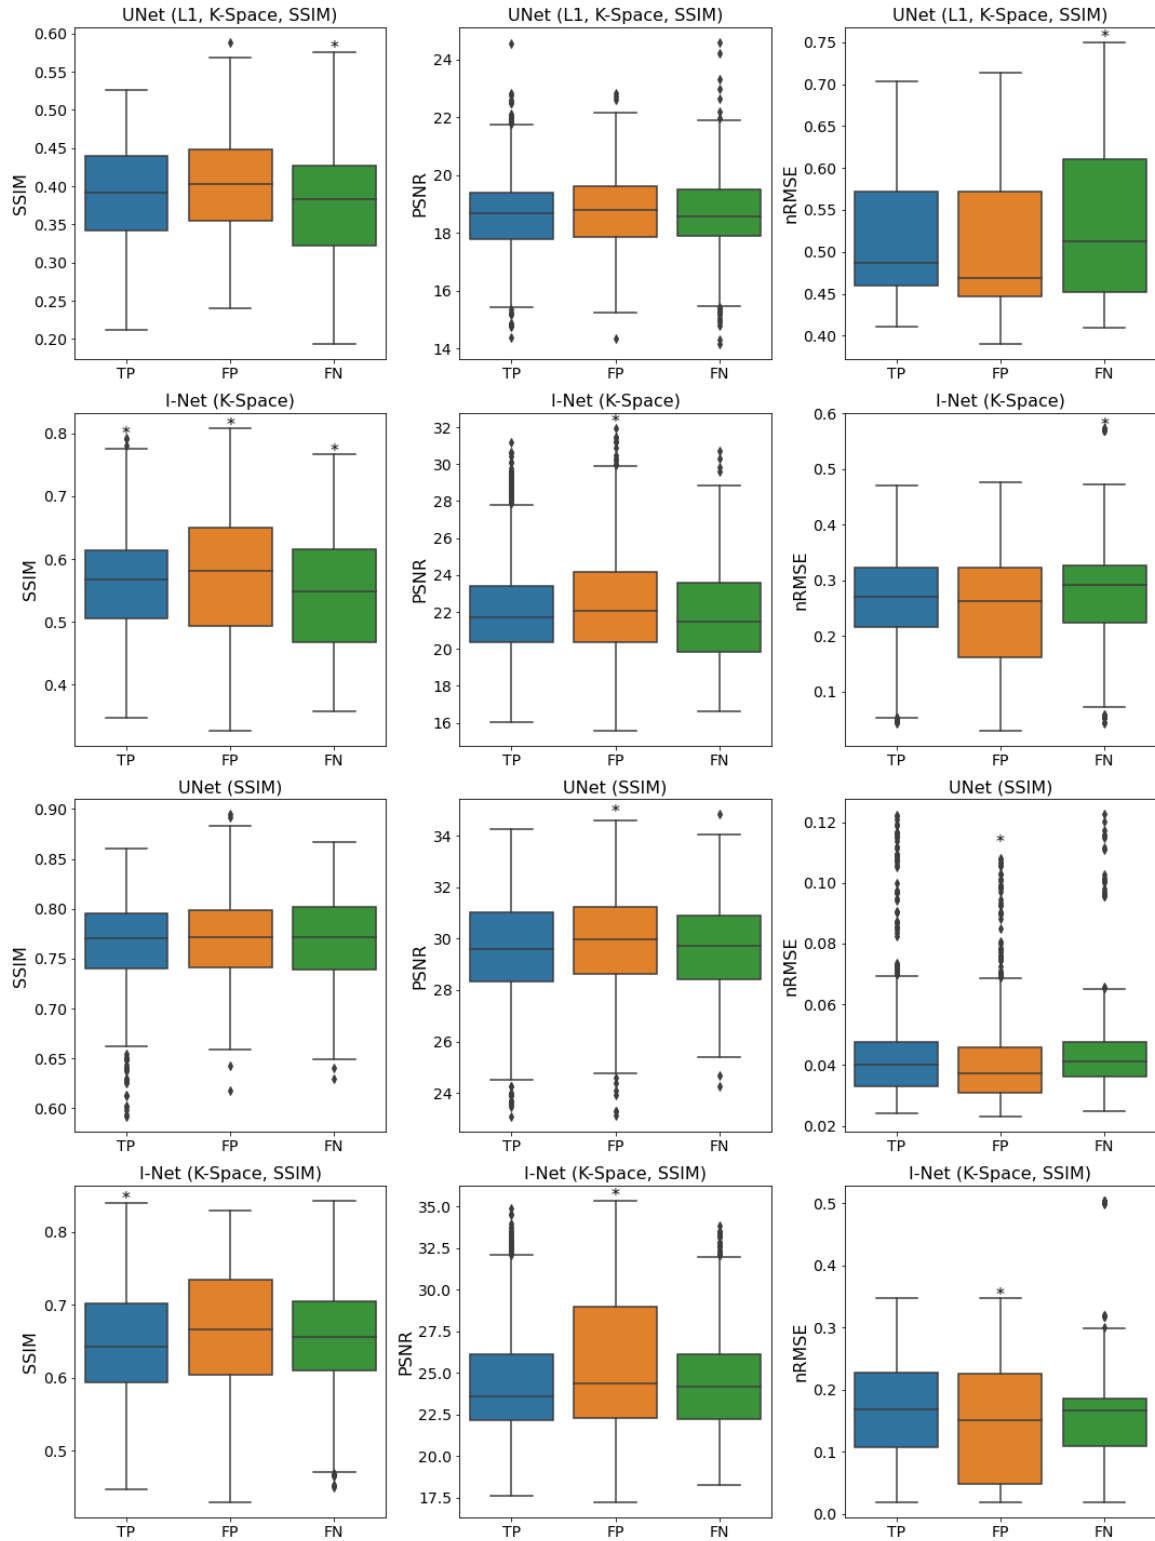 UNet (L1, K-Space, SSIM)
SSIM
0.60
0.55
0.50
0.45
0.40
0.35
0.30
0.25
0.20
*
TP FP FN
UNet (L1, K-Space, SSIM)
PSNR
24
22
20
18
16
14
TP FP FN
UNet (L1, K-Space, SSIM)
nRMSE
0.75
0.70
0.65
0.60
0.55
0.50
0.45
0.40
*
TP FP FN
I-Net (K-Space)
SSIM
0.8
0.7
0.6
0.5
0.4
* * *
TP FP FN
I-Net (K-Space)
PSNR
32
30
28
26
24
22
20
18
16
*
TP FP FN
I-Net (K-Space)
nRMSE
0.6
0.5
0.4
0.3
0.2
0.1
*
TP FP FN
UNet (SSIM)
SSIM
0.90
0.85
0.80
0.75
0.70
0.65
0.60
TP FP FN
UNet (SSIM)
PSNR
34
32
30
28
26
24
*
TP FP FN
UNet (SSIM)
nRMSE
0.12
0.10
0.08
0.06
0.04
0.02
*
TP FP FN
I-Net (K-Space, SSIM)
SSIM
0.8
0.7
0.6
0.5
*
TP FP FN
I-Net (K-Space, SSIM)
PSNR
35.0
32.5
30.0
27.5
25.0
22.5
20.0
17.5
*
TP FP FN
I-Net (K-Space, SSIM)
nRMSE
0.5
0.4
0.3
0.2
0.1
0.0
*
TP FP FN